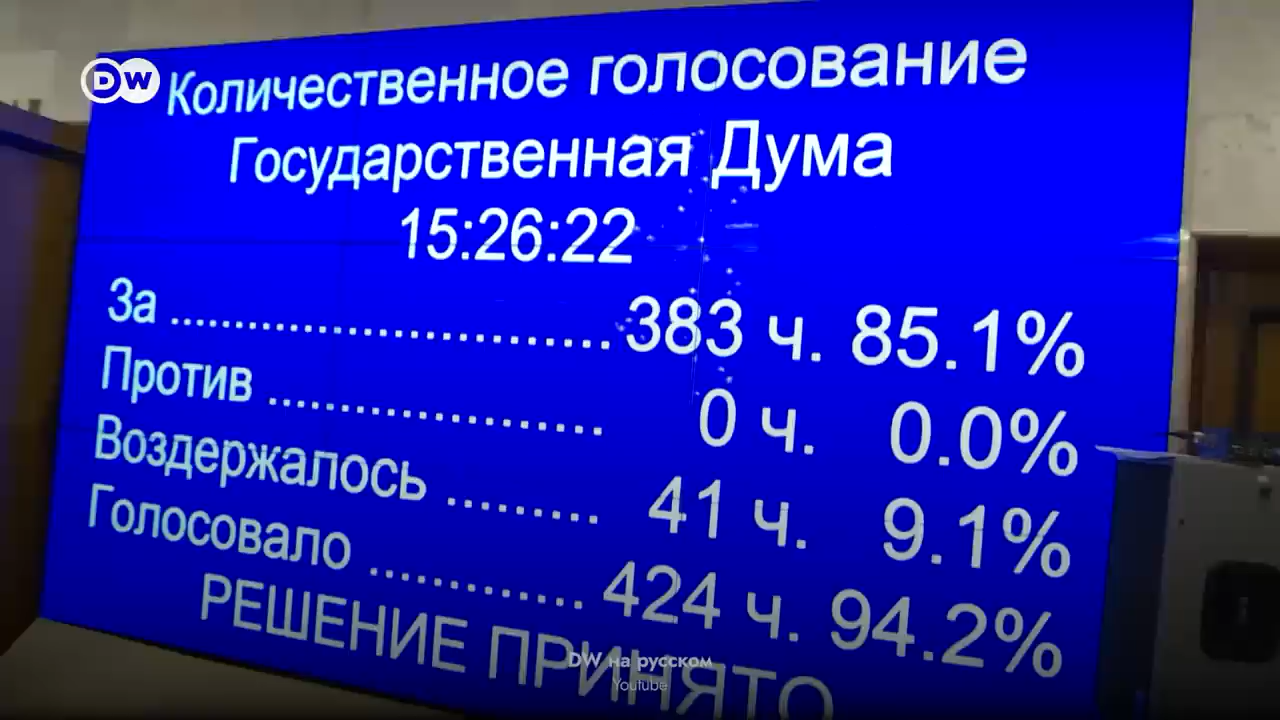 DW
Количественное голосование
Государственная Дума
15:26:22
За ............................ 383 ч. 85.1%
Против ....................... 0 ч. 0.0%
Воздержалось ......... 41 ч. 9.1%
Голосовало ............. 424 ч. 94.2%
РЕШЕНИЕ ПРИНЯТО
DW на русском
Youtube